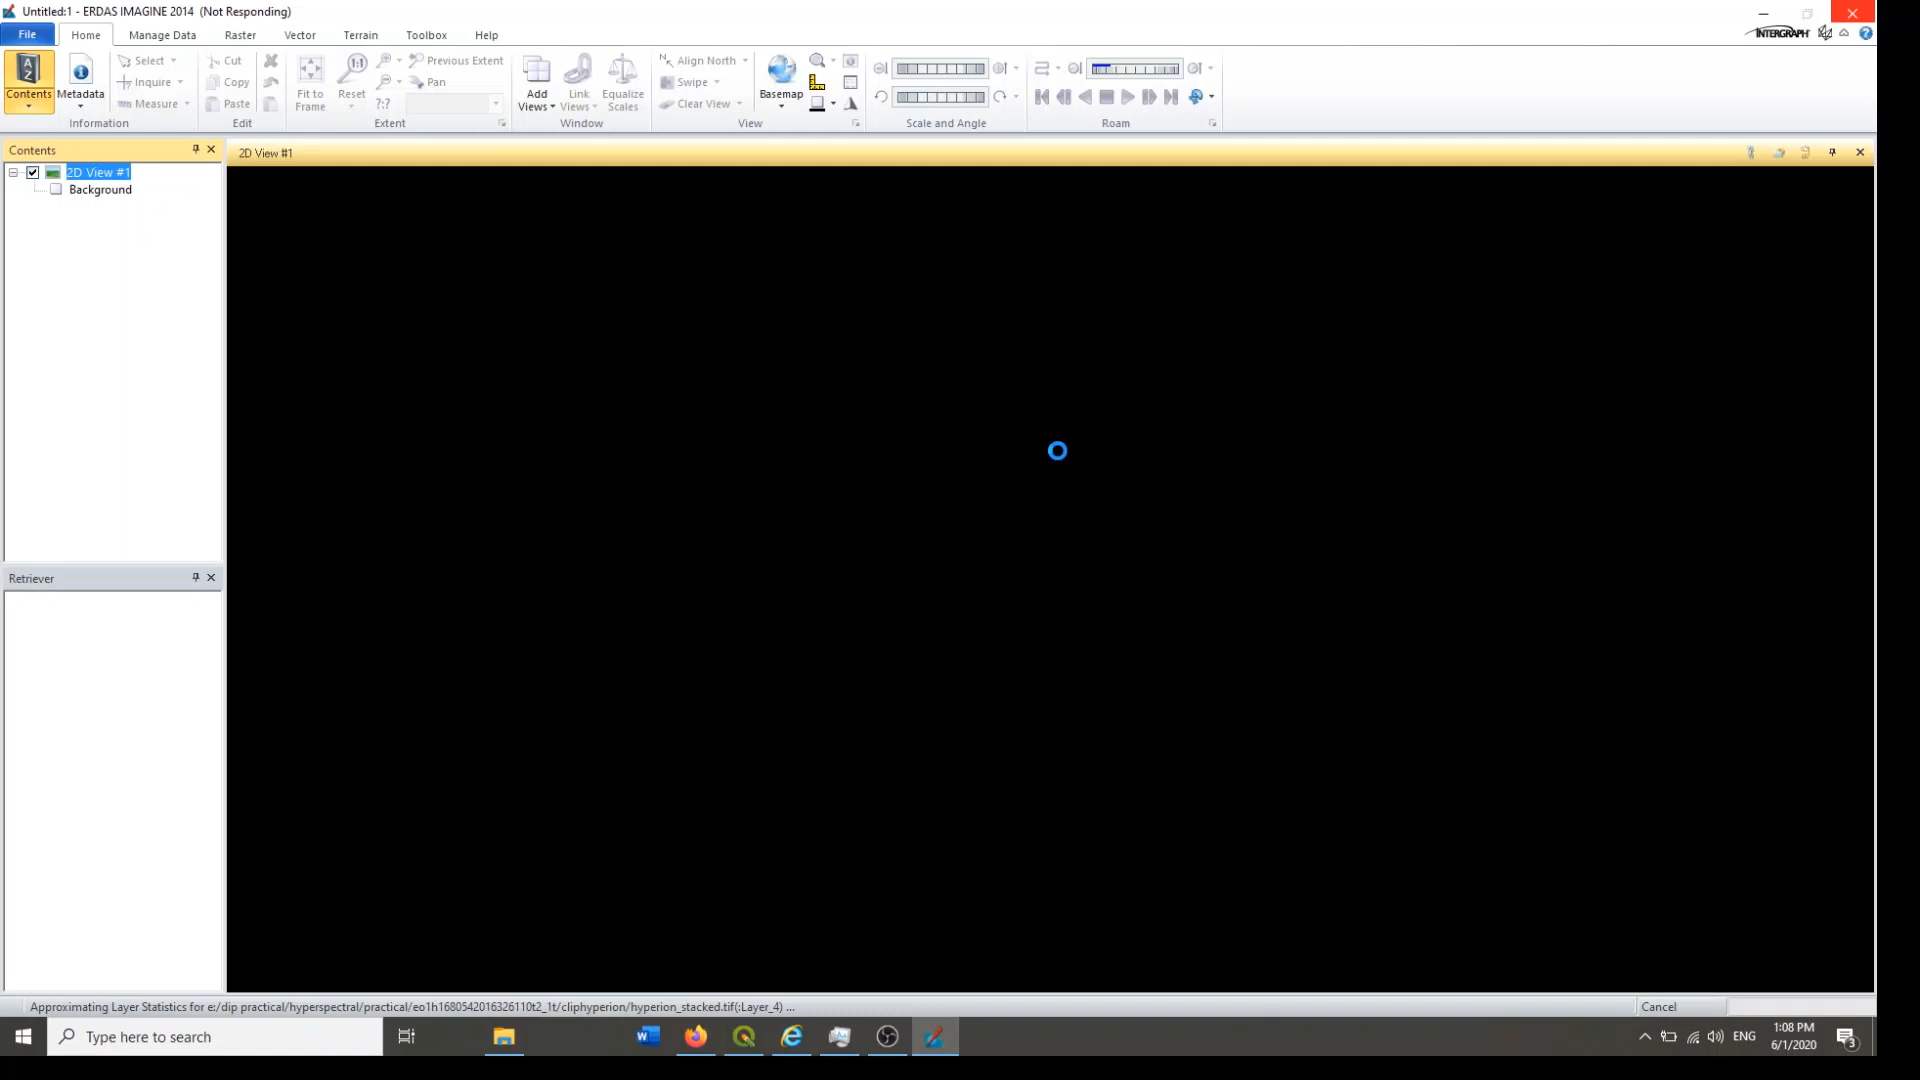 Untitled:1 - ERDAS IMAGINE 2014 (Not Responding)
File Home Manage Data Raster Vector Terrain Toolbox Help
INTERGRAPH
Contents Metadata Select Inquire Measure Information
Cut Copy Paste Edit
Fit to Frame Reset ?:? Previous Extent Pan Extent
Add Views Link Views Equalize Scales Window
Align North Swipe Clear View Basemap View
Scale and Angle
Roam
Contents
2D View #1
Background
Retriever
2D View #1
Approximating Layer Statistics for e:/dip practical/hyperspectral/practical/eo1h1680542016326110t2_1t/cliphyperion/hyperion_stacked.tif(:Layer_4) ...
Cancel
Type here to search
ENG
1:08 PM
6/1/2020
3